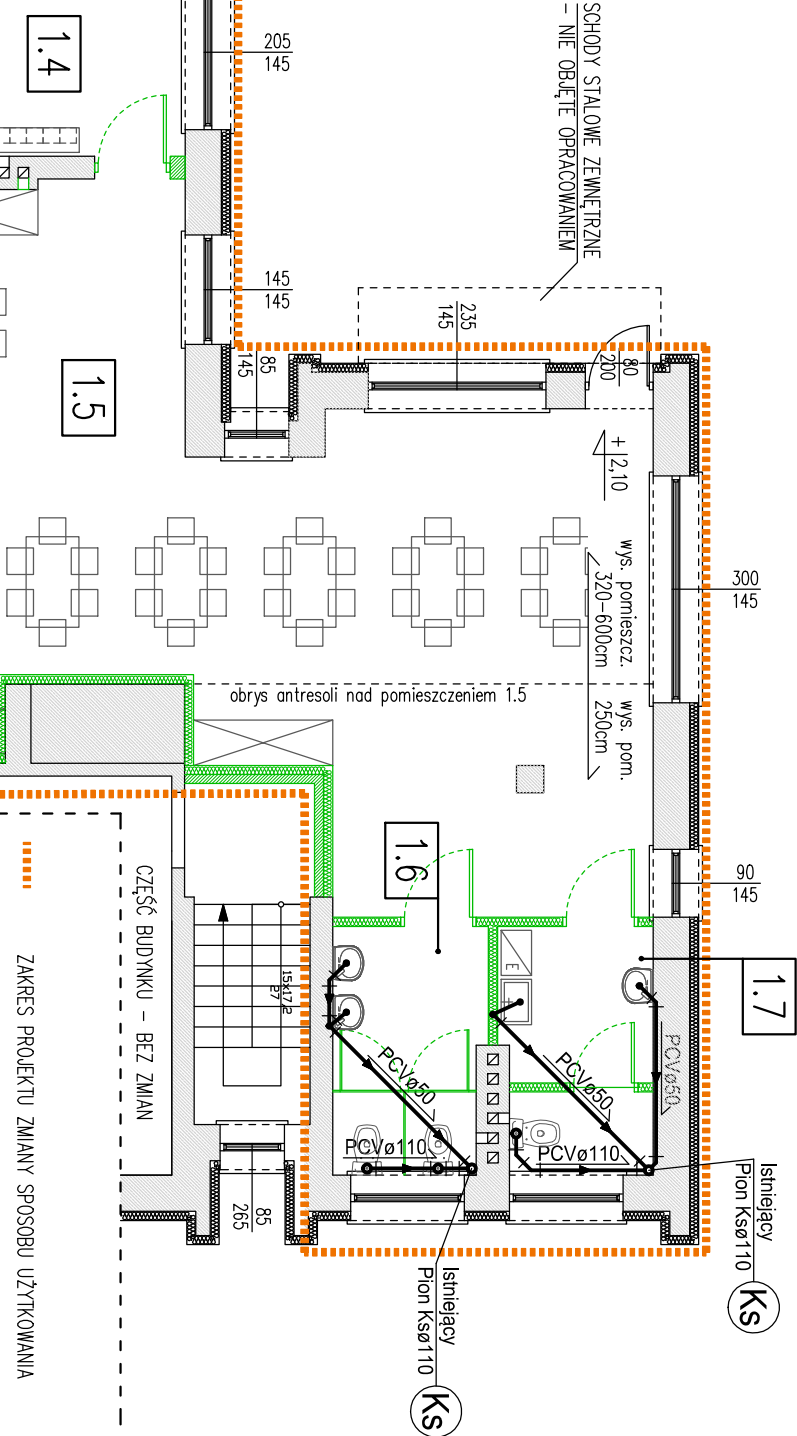 SCHODY STALOWE ZEWNĘTRZNE
- NIE OBJĘTE OPRACOWANIEM
1.4
205
145
145
145
85
145
235
145
80
200
1.5
+ 2,10
wys. pomieszcz.
320-600cm
wys. pom.
250cm
300
145
obrys antresoli nad pomieszczeniem 1.5
90
145
1.6
1.7
E
15x17,2
27
PCVø50
PCVø50
PCVø50
PCVø110
PCVø110
85
265
Istniejący
Pion Ksø110
Ks
Istniejący
Pion Ksø110
Ks
CZĘŚĆ BUDYNKU - BEZ ZMIAN
ZAKRES PROJEKTU ZMIANY SPOSOBU UŻYTKOWANIA